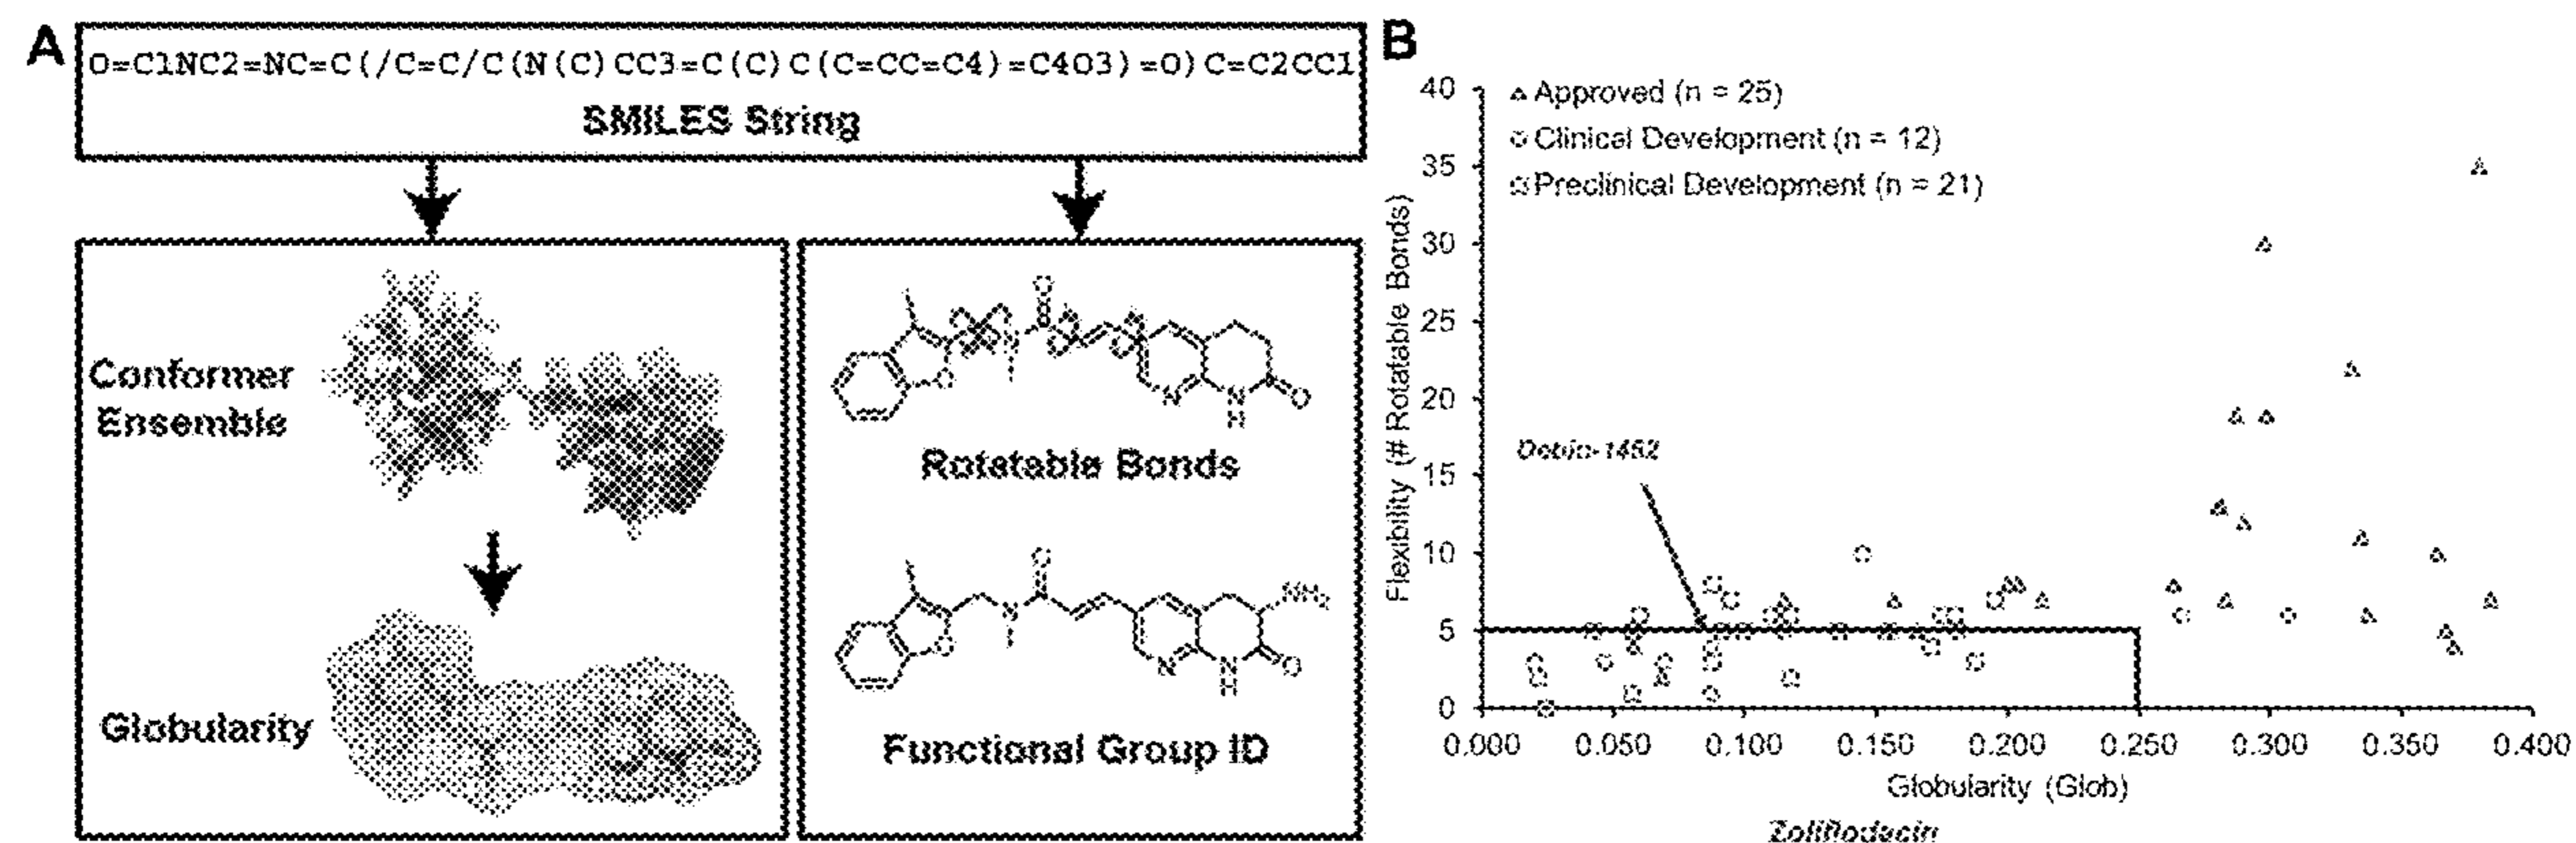 A
O=C1NC2=NC=C(/C=C/C(N(C)CC3=C(C)C(C=CC=C4)=C4O3)=O)C=C2CC1
SMILES String
Conformer
Ensemble
Globularity
O
N
O
N
N
H
O
Rotatable Bonds
O
N
O
N
N
H
O
NH2
Functional Group ID
B
Approved (n = 25)
Clinical Development (n = 12)
Preclinical Development (n = 21)
Flexibility (# Rotatable Bonds)
40
35
30
25
20
15
10
5
0
Debio-1452
0.000 0.050 0.100 0.150 0.200 0.250 0.300 0.350 0.400
Globularity (Glob)
Zoliflodacin